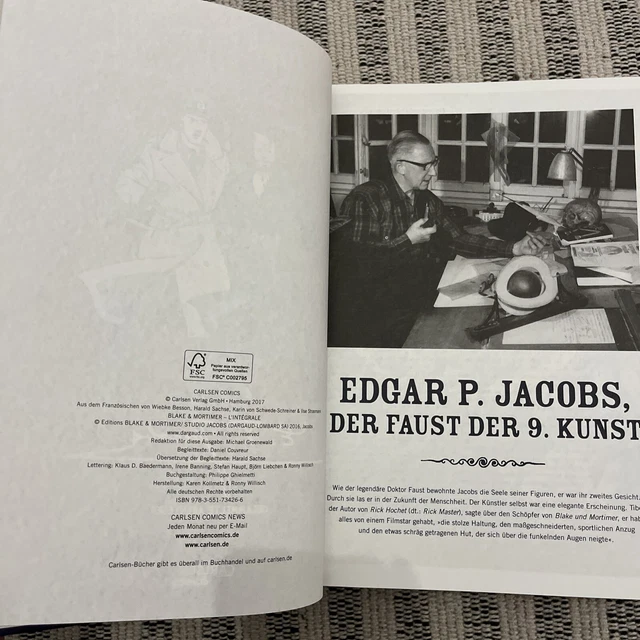 FSC
www.fsc.org
MIX
Papier aus verantwor-
tungsvollen Quellen
FSC® C002795
CARLSEN COMICS
© Carlsen Verlag GmbH • Hamburg 2017
Aus dem Französischen von Wiebke Besson, Harald Sachse, Karin von Schwede-Schreiner & Ilse
BLAKE & MORTIMER – L'INTÉGRALE
© Editions BLAKE & MORTIMER/ STUDIO JACOBS (DARGAUD-LOMBARD SA) 2016, Jacobs
www.dargaud.com • All rights reserved
Redaktion für diese Ausgabe: Michael Groenewald
Begleittexte: Daniel Couvreur
Übersetzung der Begleittexte: Harald Sachse
Lettering: Klaus D. Baedermann, Irene Banning, Stefan Haupt, Björn Liebchen & Ronny Willisch
Buchgestaltung: Philippe Ghielmetti
Herstellung: Karen Kollmetz & Ronny Willisch
Alle deutschen Rechte vorbehalten
ISBN 978-3-551-73426-6
CARLSEN COMICS NEWS
Jeden Monat neu per E-Mail
www.carlsencomics.de
www.carlsen.de
Carlsen-Bücher gibt es überall im Buchhandel und auf carlsen.de
EDGAR P. JACOBS,
DER FAUST DER 9. KUNST
Wie der legendäre Doktor Faust bewohnte Jacobs die Seele seiner Figuren, er war ihr zweites Gesicht.
Durch sie las er in der Zukunft der Menschheit. Der Künstler selbst war eine elegante Erscheinung. Tibe
der Autor von Rick Hochet (dt.: Rick Master), sagte über den Schöpfer von Blake und Mortimer, er hab
alles von einem Filmstar gehabt, «die stolze Haltung, den maßgeschneiderten, sportlichen Anzug
und den etwas schräg getragenen Hut, der sich über die funkelnden Augen neigte».